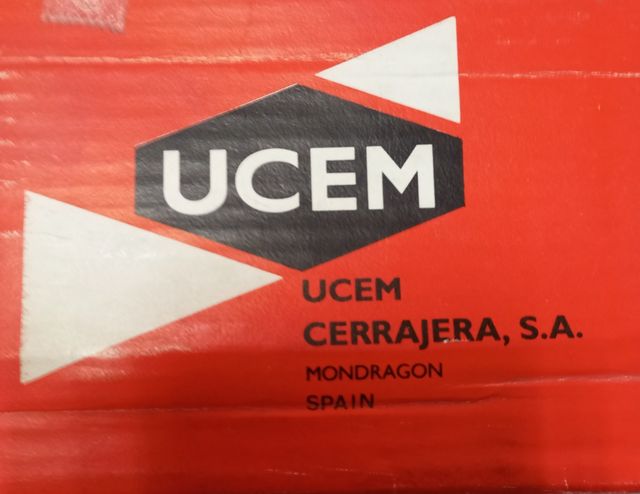 UCEM
UCEM
CERRAJERA, S.A.
MONDRAGON
SPAIN